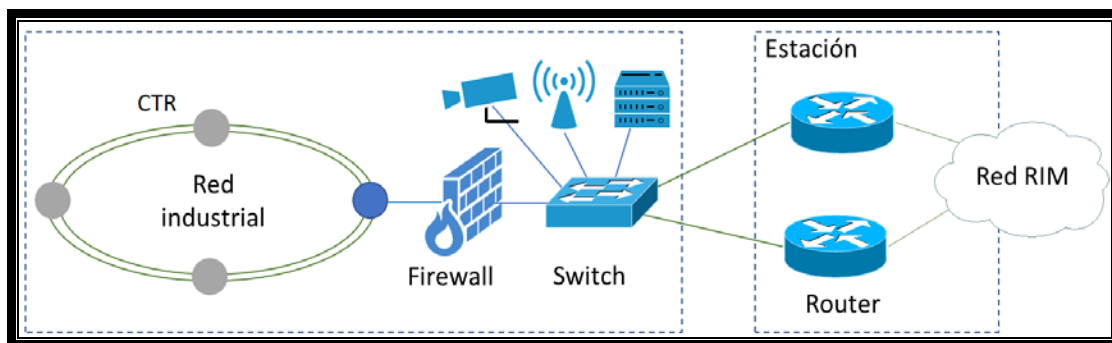 CTR
Red
industrial
Firewall
Switch
Estación
Router
Red RIM